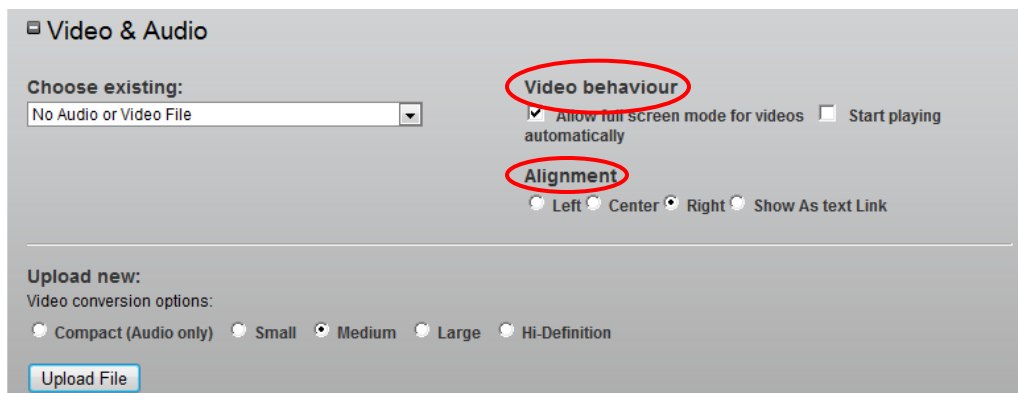 Video & Audio
Choose existing:
No Audio or Video File
Video behaviour
Allow full screen mode for videos Start playing
automatically
Alignment
Left Center Right Show As text Link
Upload new:
Video conversion options:
Compact (Audio only) Small Medium Large Hi-Definition
Upload File